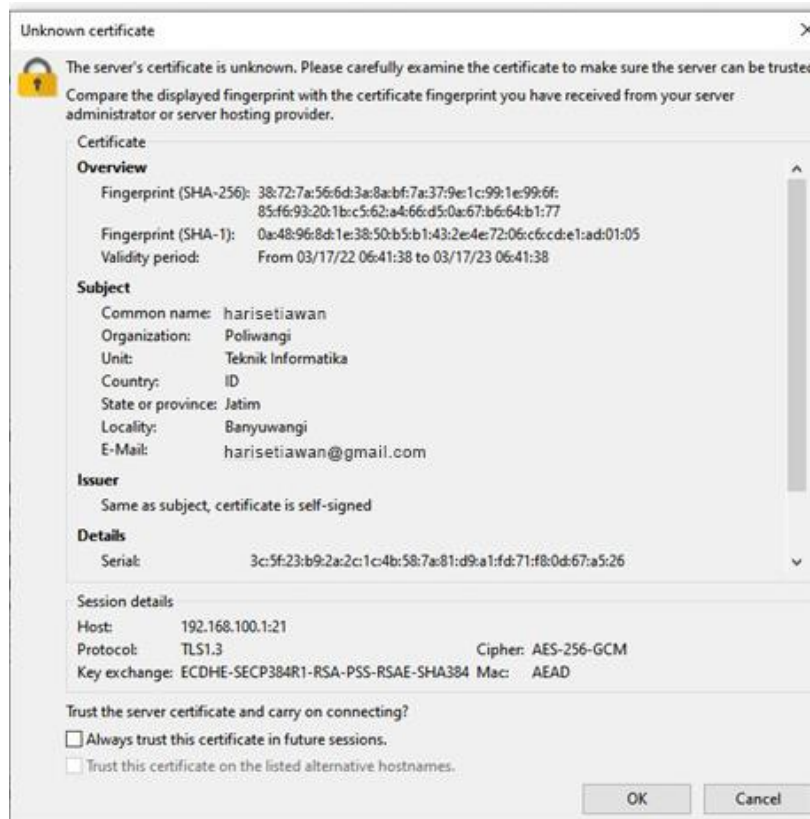 Unknown certificate
The server's certificate is unknown. Please carefully examine the certificate to make sure the server can be trusted
Compare the displayed fingerprint with the certificate fingerprint you have received from your server
administrator or server hosting provider.
Certificate
Overview
Fingerprint (SHA-256): 38:72:7a:56:6d:3a:8a:bf:7a:37:9e:1c:99:1e:99:6f:
85:f6:93:20:1b:c5:62:a4:66:d5:0a:67:b6:64:b1:77
Fingerprint (SHA-1): 0a:48:96:8d:1e:38:50:b5:b1:43:2e:4e:72:06:c6:cd:e1:ad:01:05
Validity period: From 03/17/22 06:41:38 to 03/17/23 06:41:38
Subject
Common name: harisetiawan
Organization: Poliwangi
Unit: Teknik Informatika
Country: ID
State or province: Jatim
Locality: Banyuwangi
E-Mail: harisetiawan@gmail.com
Issuer
Same as subject, certificate is self-signed
Details
Serial: 3c:5f:23:b9:2a:2c:1c:4b:58:7a:81:d9:a1:fd:71:f8:0d:67:a5:26
Session details
Host: 192.168.100.1:21
Protocol: TLS1.3 Cipher: AES-256-GCM
Key exchange: ECDHE-SECP384R1-RSA-PSS-RSAE-SHA384 Mac: AEAD
Trust the server certificate and carry on connecting?
Always trust this certificate in future sessions.
Trust this certificate on the listed alternative hostnames.
OK Cancel